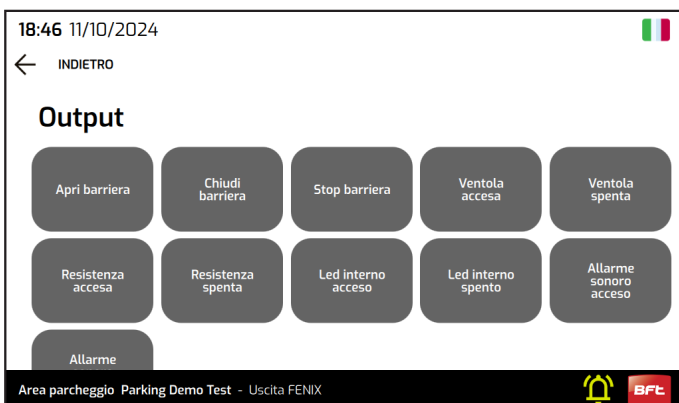 18:46 11/10/2024
INDIETRO
Output
Apri barriera
Chiudi
barriera
Stop barriera
Ventola
accesa
Ventola
spenta
Resistenza
accesa
Resistenza
spenta
Led interno
acceso
Led interno
spento
Allarme
sonoro
acceso
Allarme
Area parcheggio Parking Demo Test - Uscita FENIX
BFt